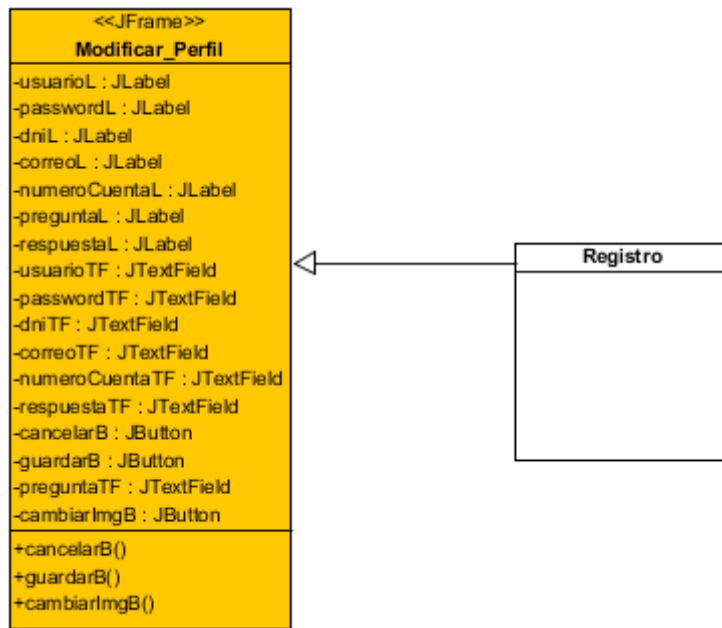 <<JFrame>>
Modificar_Perfil
-usuarioL : JLabel
-passwordL : JLabel
-dniL : JLabel
-correoL : JLabel
-numeroCuentaL : JLabel
-preguntaL : JLabel
-respuestaL : JLabel
-usuarioTF : JTextField
-passwordTF : JTextField
-dniTF : JTextField
-correoTF : JTextField
-numeroCuentaTF : JTextField
-respuestaTF : JTextField
-cancelarB : JButton
-guardarB : JButton
-preguntaTF : JTextField
-cambiarImgB : JButton
+cancelarB()
+guardarB()
+cambiarImgB()
Registro